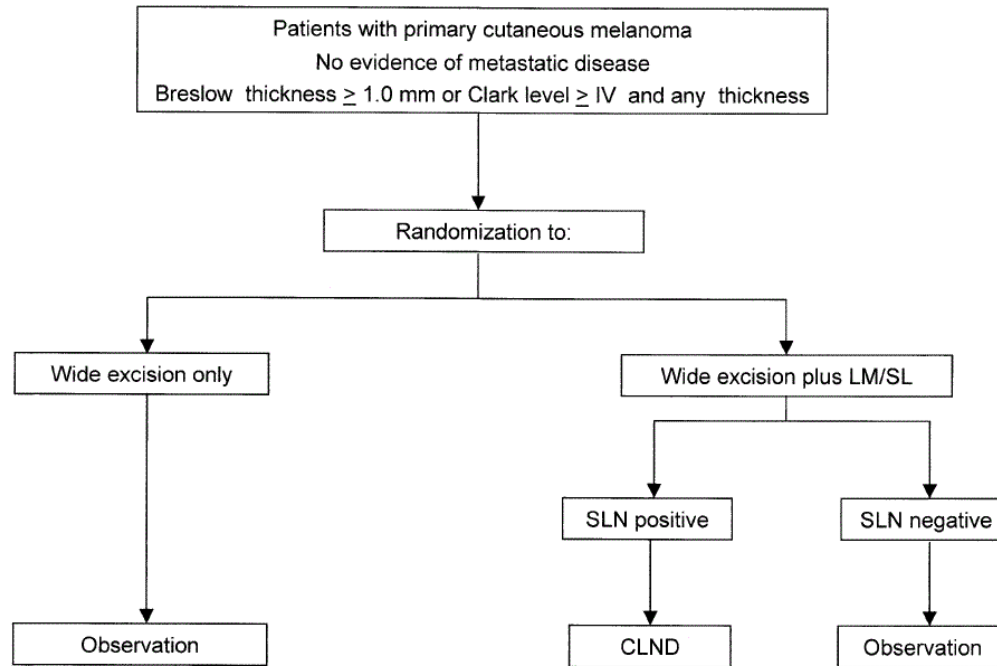 Patients with primary cutaneous melanoma
No evidence of metastatic disease
Breslow thickness ≥ 1.0 mm or Clark level ≥ IV and any thickness
Randomization to:
Wide excision only
Wide excision plus LM/SL
SLN positive
SLN negative
Observation
CLND
Observation